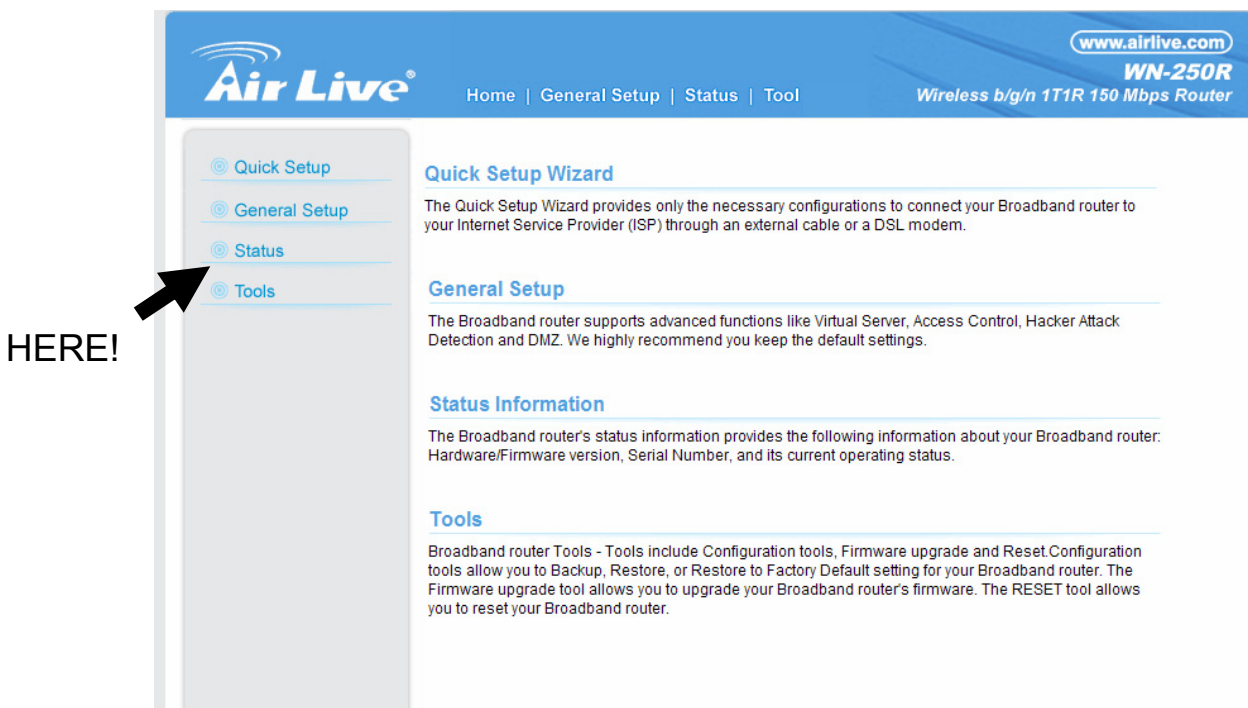 www.airlive.com
Air Live®
WN-250R
Home | General Setup | Status | Tool
Wireless b/g/n 1T1R 150 Mbps Router
Quick Setup
General Setup
Status
Tools
HERE!
Quick Setup Wizard
The Quick Setup Wizard provides only the necessary configurations to connect your Broadband router to
your Internet Service Provider (ISP) through an external cable or a DSL modem.
General Setup
The Broadband router supports advanced functions like Virtual Server, Access Control, Hacker Attack
Detection and DMZ. We highly recommend you keep the default settings.
Status Information
The Broadband router's status information provides the following information about your Broadband router:
Hardware/Firmware version, Serial Number, and its current operating status.
Tools
Broadband router Tools - Tools include Configuration tools, Firmware upgrade and Reset.Configuration
tools allow you to Backup, Restore, or Restore to Factory Default setting for your Broadband router. The
Firmware upgrade tool allows you to upgrade your Broadband router's firmware. The RESET tool allows
you to reset your Broadband router.